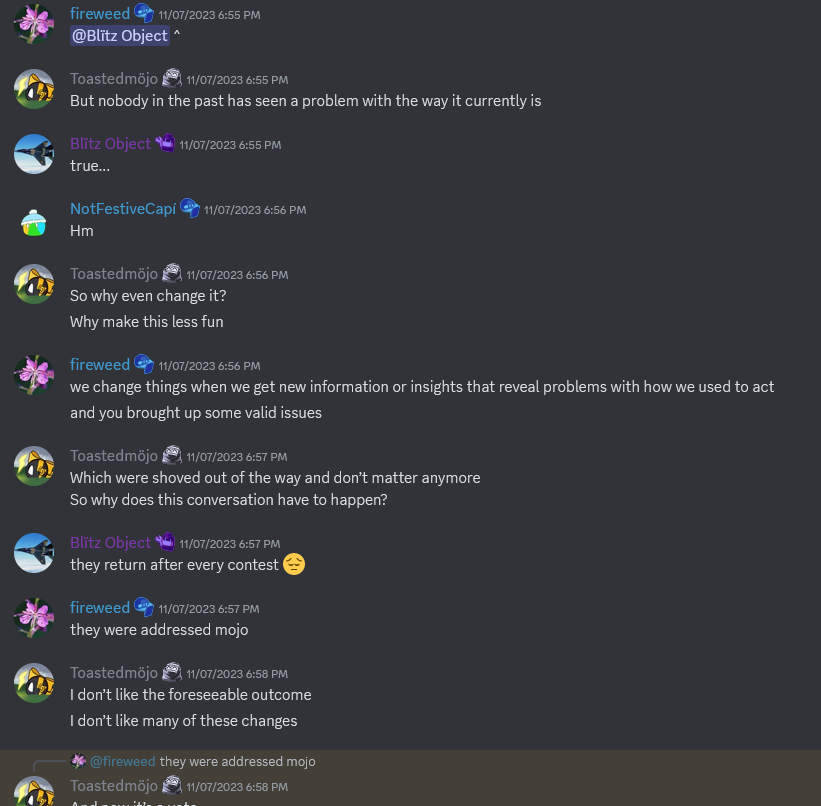 fireweed 11/07/2023 6:55 PM
@Blïtz Object ^
Toastedmöjo 11/07/2023 6:55 PM
But nobody in the past has seen a problem with the way it currently is
Blïtz Object 11/07/2023 6:55 PM
true...
NotFestiveCapí 11/07/2023 6:56 PM
Hm
Toastedmöjo 11/07/2023 6:56 PM
So why even change it?
Why make this less fun
fireweed 11/07/2023 6:56 PM
we change things when we get new information or insights that reveal problems with how we used to act
and you brought up some valid issues
Toastedmöjo 11/07/2023 6:57 PM
Which were shoved out of the way and don’t matter anymore
So why does this conversation have to happen?
Blïtz Object 11/07/2023 6:57 PM
they return after every contest
fireweed 11/07/2023 6:57 PM
they were addressed mojo
Toastedmöjo 11/07/2023 6:58 PM
I don’t like the foreseeable outcome
I don’t like many of these changes
@fireweed they were addressed mojo
Toastedmöjo 11/07/2023 6:58 PM
And now it’s a vote